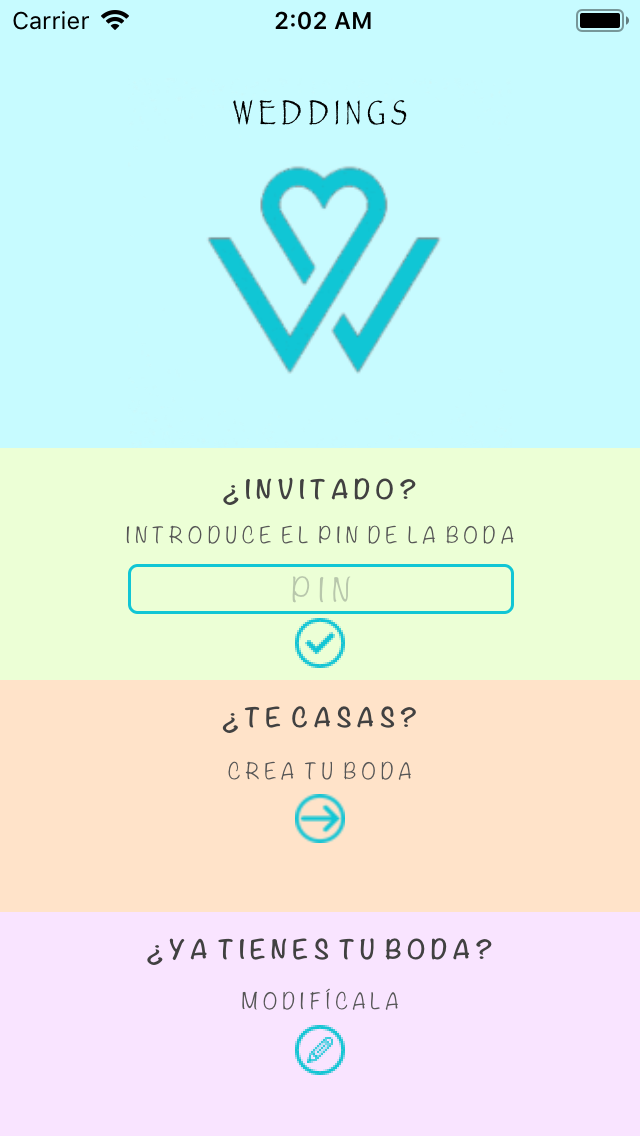 Carrier 2:02 AM
WEDDINGS
¿INVITADO?
INTRODUCE EL PIN DE LA BODA
PIN
¿TE CASAS?
CREA TU BODA
¿YA TIENES TU BODA?
MODIFÍCALA